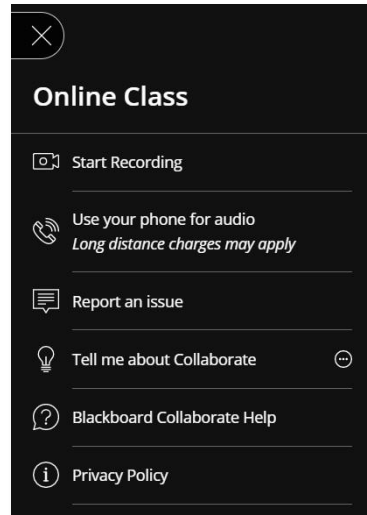 Online Class
Start Recording
Use your phone for audio
Long distance charges may apply
Report an issue
Tell me about Collaborate
Blackboard Collaborate Help
Privacy Policy